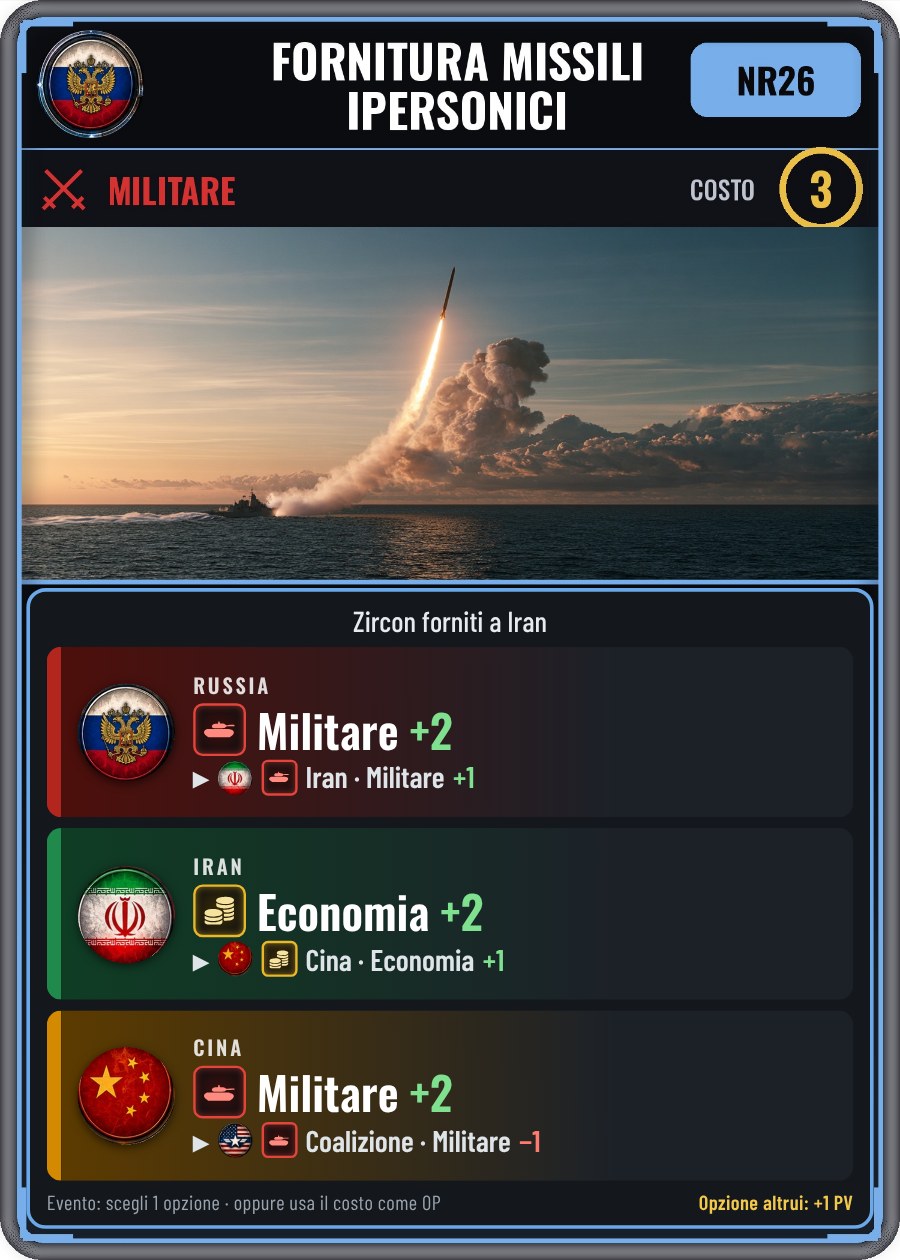 FORNITURA MISSILI
IPERSONICI
NR26
MILITARE
COSTO
3
Zircon forniti a Iran
RUSSIA
Militare +2
▶ Iran · Militare +1
IRAN
Economia +2
▶ Cina · Economia +1
CINA
Militare +2
▶ Coalizione · Militare −1
Evento: scegli 1 opzione · oppure usa il costo come OP
Opzione altrui: +1 PV